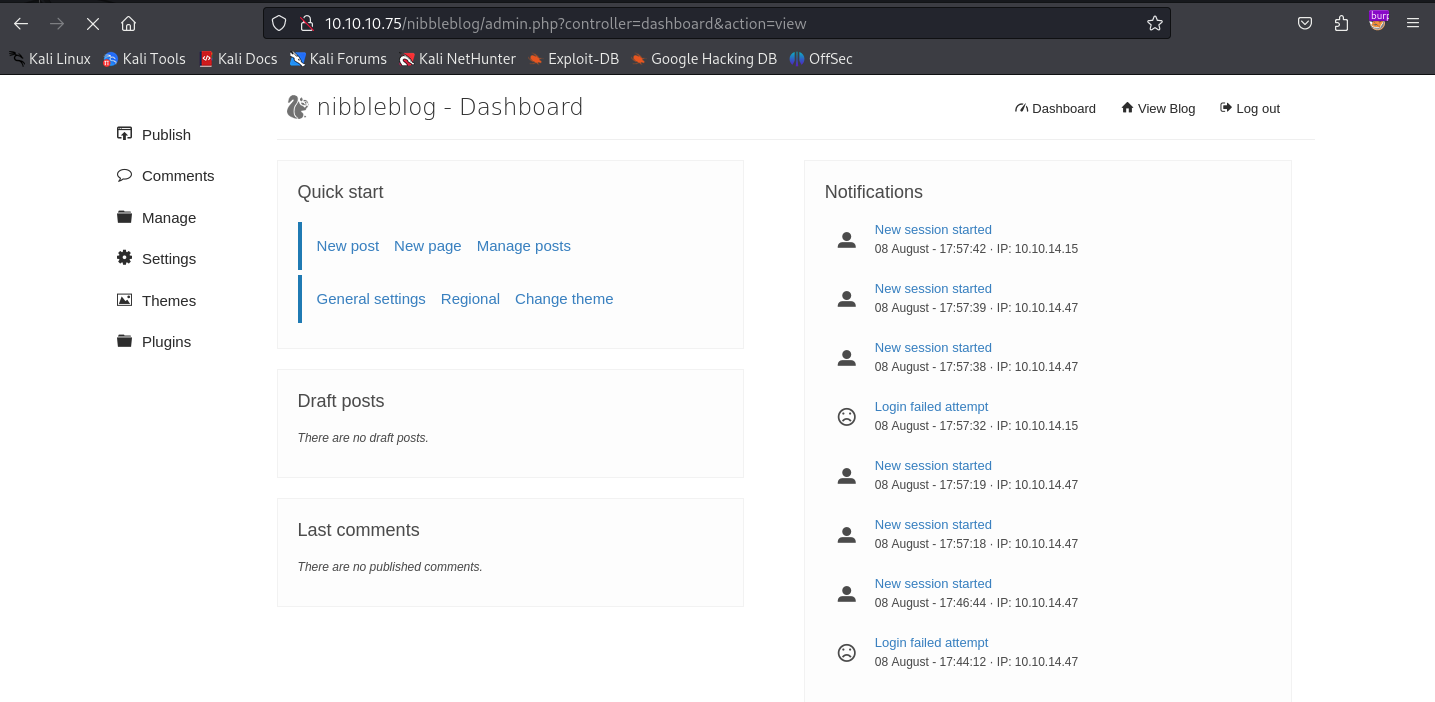 10.10.10.75/nibbleblog/admin.php?controller=dashboard&action=view
burp
Kali Linux Kali Tools Kali Docs Kali Forums Kali NetHunter Exploit-DB Google Hacking DB OffSec
nibbleblog - Dashboard
Dashboard View Blog Log out
Publish
Comments
Manage
Settings
Themes
Plugins
Quick start
New post New page Manage posts
General settings Regional Change theme
Draft posts
There are no draft posts.
Last comments
There are no published comments.
Notifications
New session started
08 August - 17:57:42 · IP: 10.10.14.15
New session started
08 August - 17:57:39 · IP: 10.10.14.47
New session started
08 August - 17:57:38 · IP: 10.10.14.47
Login failed attempt
08 August - 17:57:32 · IP: 10.10.14.15
New session started
08 August - 17:57:19 · IP: 10.10.14.47
New session started
08 August - 17:57:18 · IP: 10.10.14.47
New session started
08 August - 17:46:44 · IP: 10.10.14.47
Login failed attempt
08 August - 17:44:12 · IP: 10.10.14.47